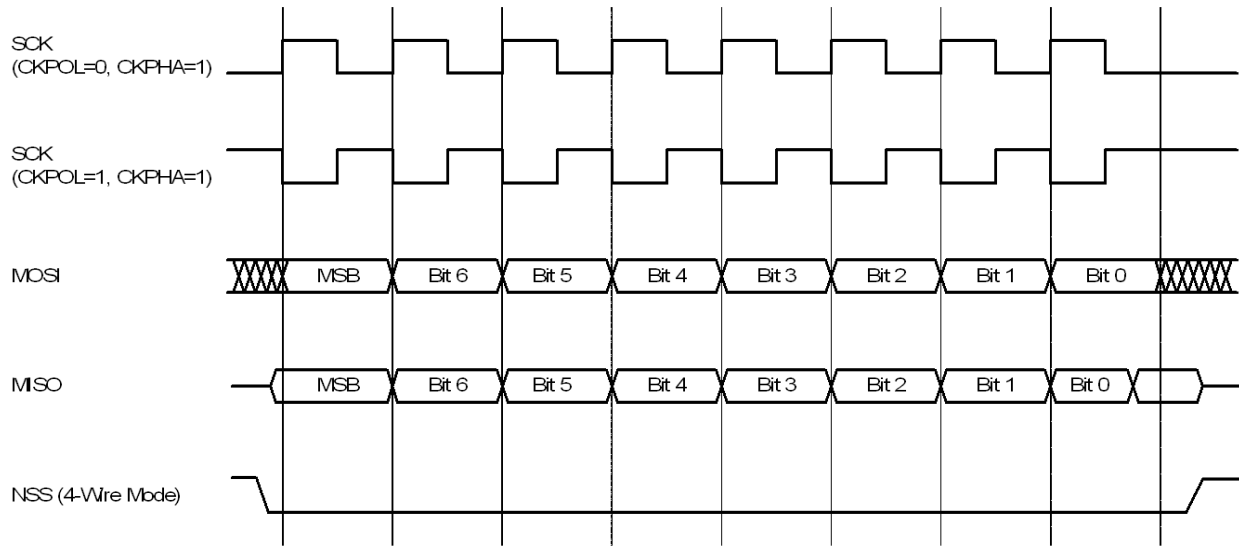 SCK
(CKPOL=0, CKPHA=1)
SCK
(CKPOL=1, CKPHA=1)
MOSI
MSB Bit 6 Bit 5 Bit 4 Bit 3 Bit 2 Bit 1 Bit 0
MISO
MSB Bit 6 Bit 5 Bit 4 Bit 3 Bit 2 Bit 1 Bit 0
NSS (4-Wire Mode)